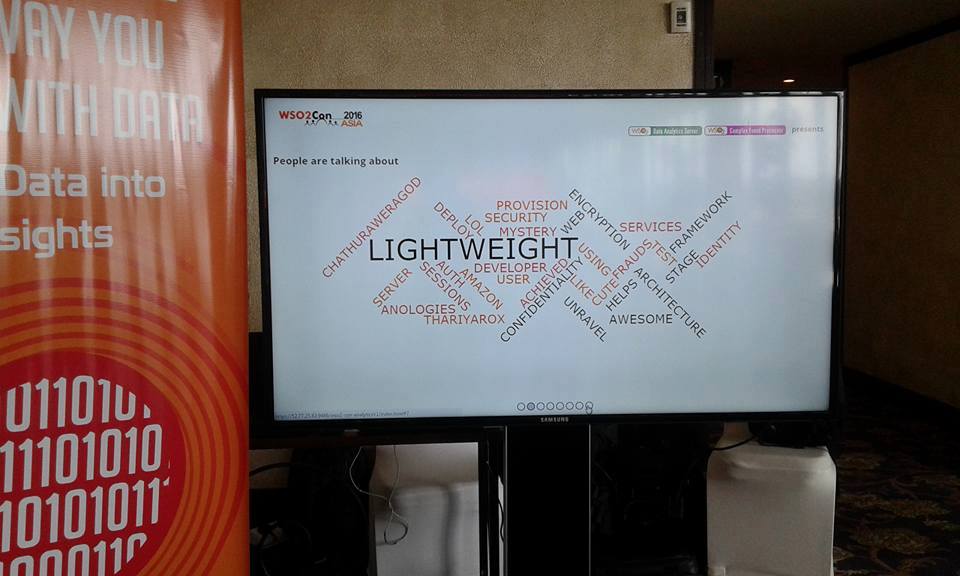 WAY YOU
WITH DATA
Data into
sights
01101
11101010
10101011
WSO2Con 2016
ASIA
WSO2 Data Analytics Server WSO2 Complex Event Processor presents
People are talking about
CHATHURAWERAGOD
DEPLOY
LOL
PROVISION
SECURITY
MYSTERY
WEB
ENCRYPTION
SERVICES
FRAMEWORK
LIGHTWEIGHT
USING
FRAUDS
TEST
STAGE
IDENTITY
SERVER
SESSIONS
AUTH
AMAZON
DEVELOPER
USER
ACHIEVED
CONFIDENTIALITY
LIKE
CUTE
HELPS
ARCHITECTURE
ANOLOGIES
THARIYAROX
UNRAVEL
AWESOME
SAMSUNG